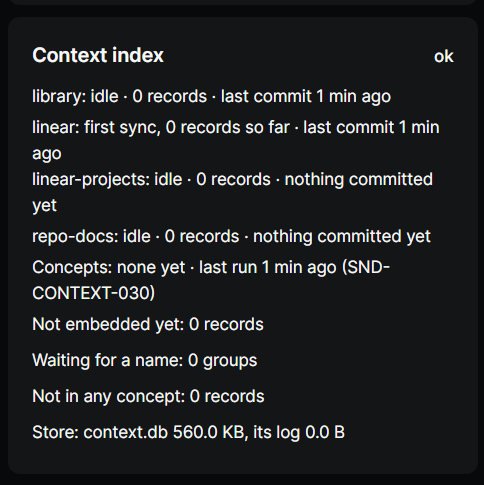 Context index
ok
library: idle · 0 records · last commit 1 min ago
linear: first sync, 0 records so far · last commit 1 min
ago
linear-projects: idle · 0 records · nothing committed
yet
repo-docs: idle · 0 records · nothing committed yet
Concepts: none yet · last run 1 min ago (SND-
CONTEXT-030)
Not embedded yet: 0 records
Waiting for a name: 0 groups
Not in any concept: 0 records
Store: context.db 560.0 KB, its log 0.0 B